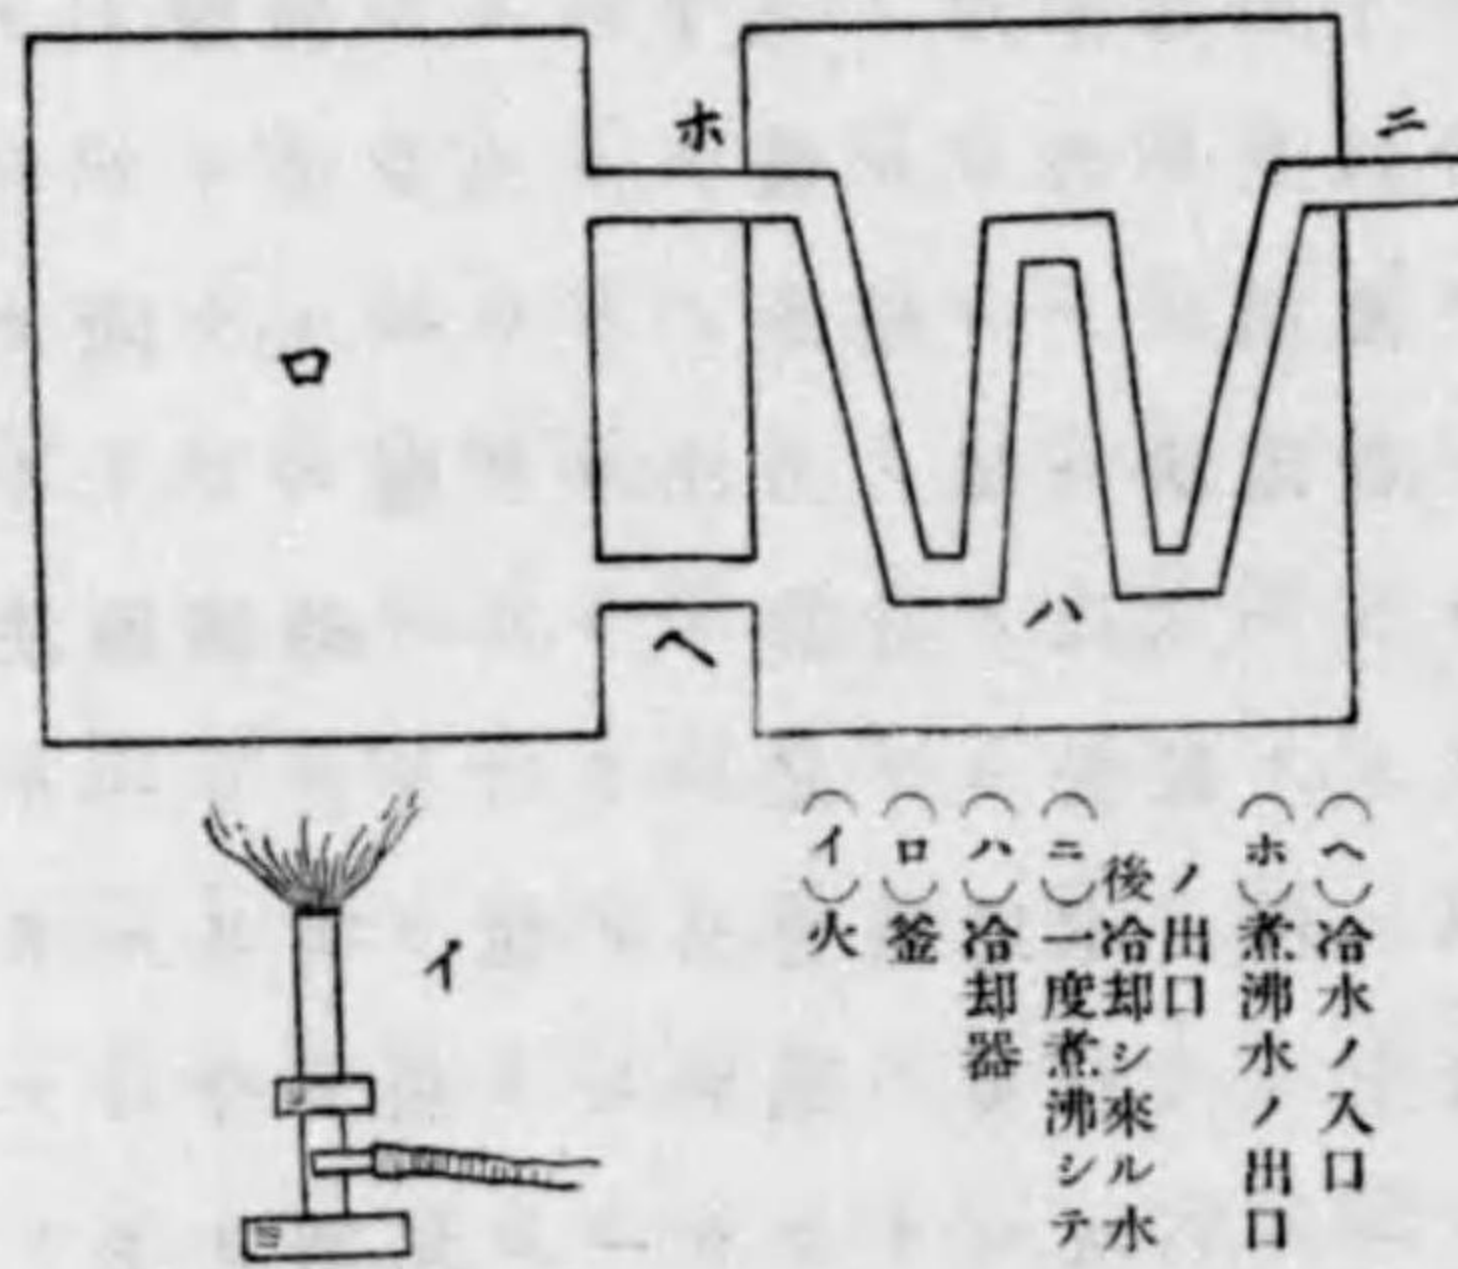 ホ
ニ
ロ
ハ
ヘ
イ
(イ)火
(ロ)釜
(ハ)冷却器
(ニ)一度煮沸シテ
後冷却シ來ル水
ノ出口
(ホ)煮沸水ノ出口
(ヘ)冷水ノ入口